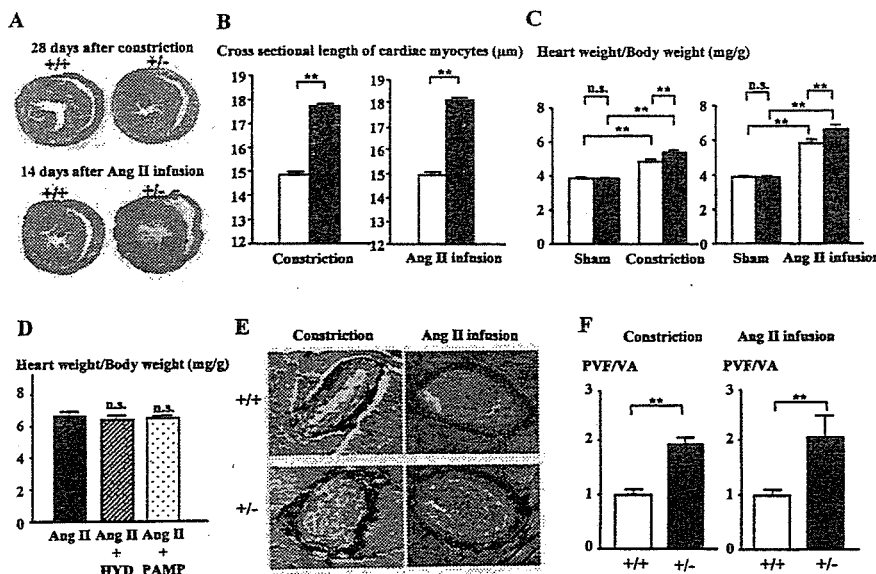 A
28 days after constriction
+/+ +/-
14 days after Ang II infusion
+/+ +/-
B
Cross sectional length of cardiac myocytes (μm)
19 19
18 18
17 17
16 16
15 15
14 14
13 13
12 12
** **
Constriction Ang II infusion
C
Heart weight/Body weight (mg/g)
8 8
6 6
4 4
2 2
0 0
n.s. ** ** **
n.s. ** ** **
Sham Constriction Sham Ang II infusion
D
Heart weight/Body weight (mg/g)
8
6
4
2
0
n.s. n.s.
Ang II Ang II Ang II
+ +
HYD PAMP
E
Constriction Ang II infusion
+/+
+/-
F
Constriction Ang II infusion
PVF/VA PVF/VA
3 3
2 2
1 1
0 0
** **
+/+ +/- +/+ +/-